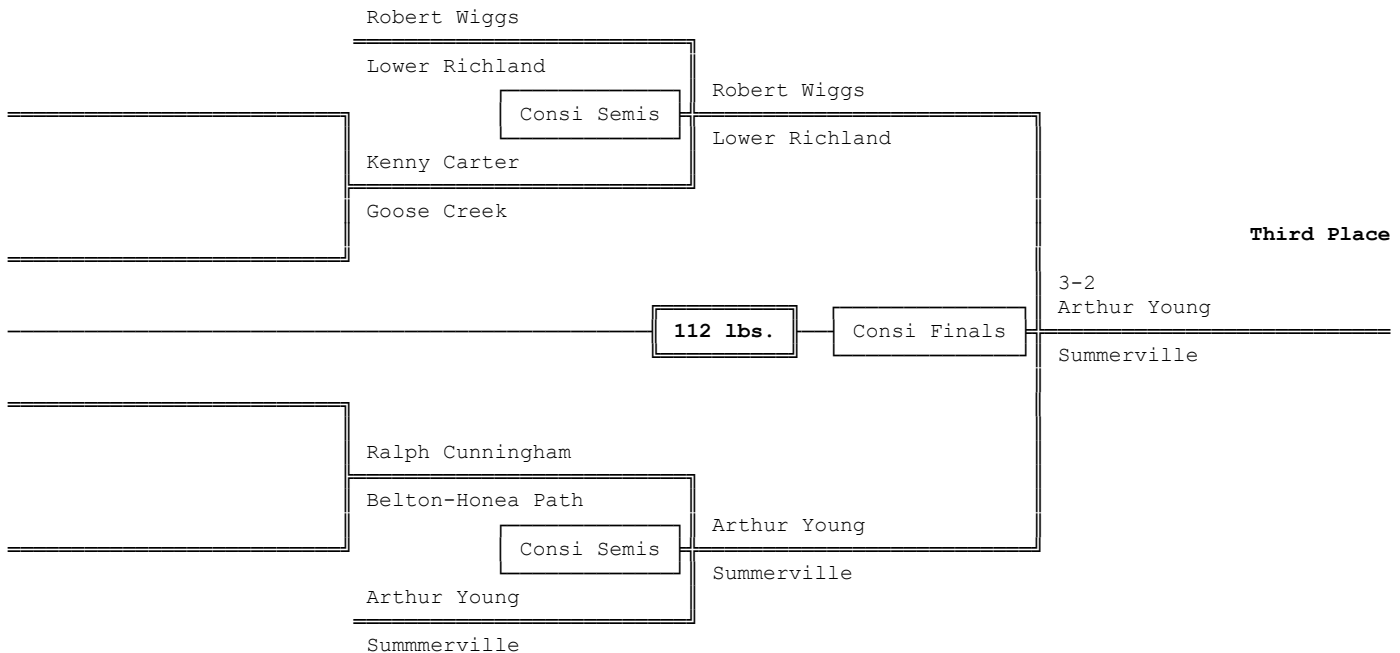 Robert Wiggs
Lower Richland
Robert Wiggs
Consi Semis
Lower Richland
Kenny Carter
Goose Creek
Third Place
3-2
Arthur Young
112 lbs.
Consi Finals
Summerville
Ralph Cunningham
Belton-Honea Path
Arthur Young
Consi Semis
Summerville
Arthur Young
Summmerville